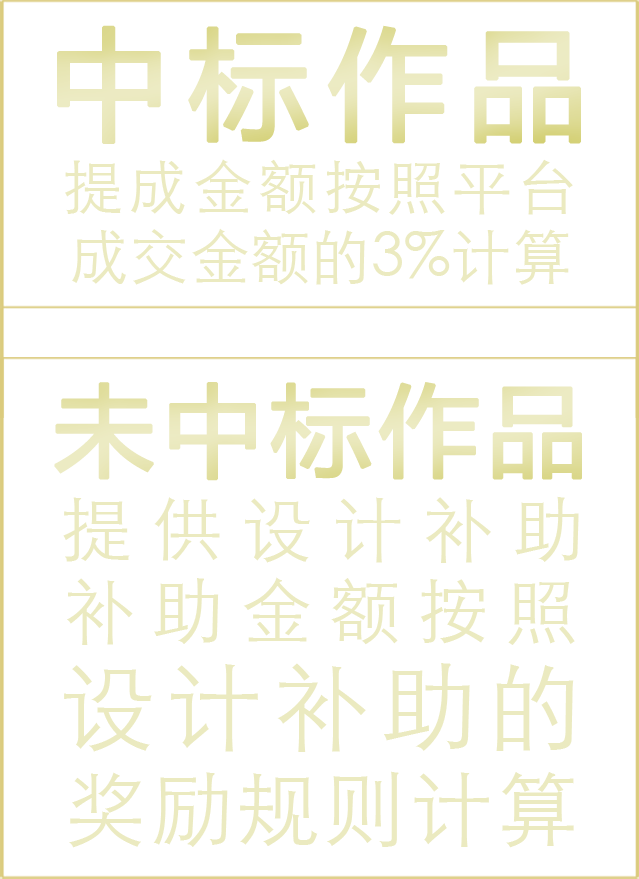 中标作品
提成金额按照平台
成交金额的3%计算
未中标作品
提供设计补助
补助金额按照
设计补助的
奖励规则计算